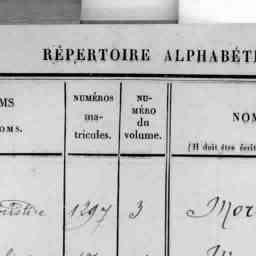 RÉPERTOIRE ALPHABÉTI
MS
OMS.
NUMÉROS
ma-
tricules.
NU-
MÉRO
du
volume.
NOM
(Il doit être écrit
1397 3 Mor